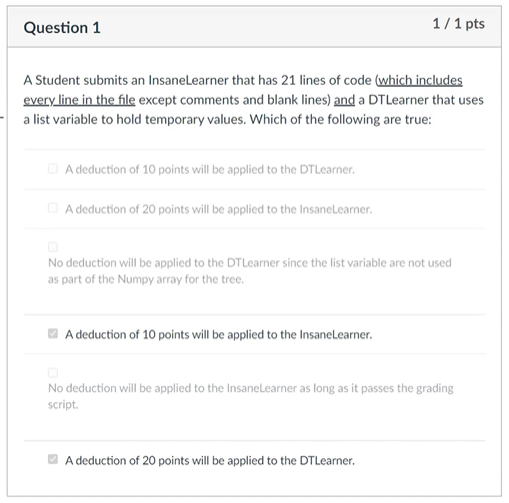 Question 1
1 / 1 pts
A Student submits an InsaneLearner that has 21 lines of code (which includes
every line in the file except comments and blank lines) and a DTLearner that uses
a list variable to hold temporary values. Which of the following are true:
A deduction of 10 points will be applied to the DTLearner.
A deduction of 20 points will be applied to the InsaneLearner.
No deduction will be applied to the DTLearner since the list variable are not used
as part of the Numpy array for the tree.
A deduction of 10 points will be applied to the InsaneLearner.
No deduction will be applied to the InsaneLearner as long as it passes the grading
script.
A deduction of 20 points will be applied to the DTLearner.